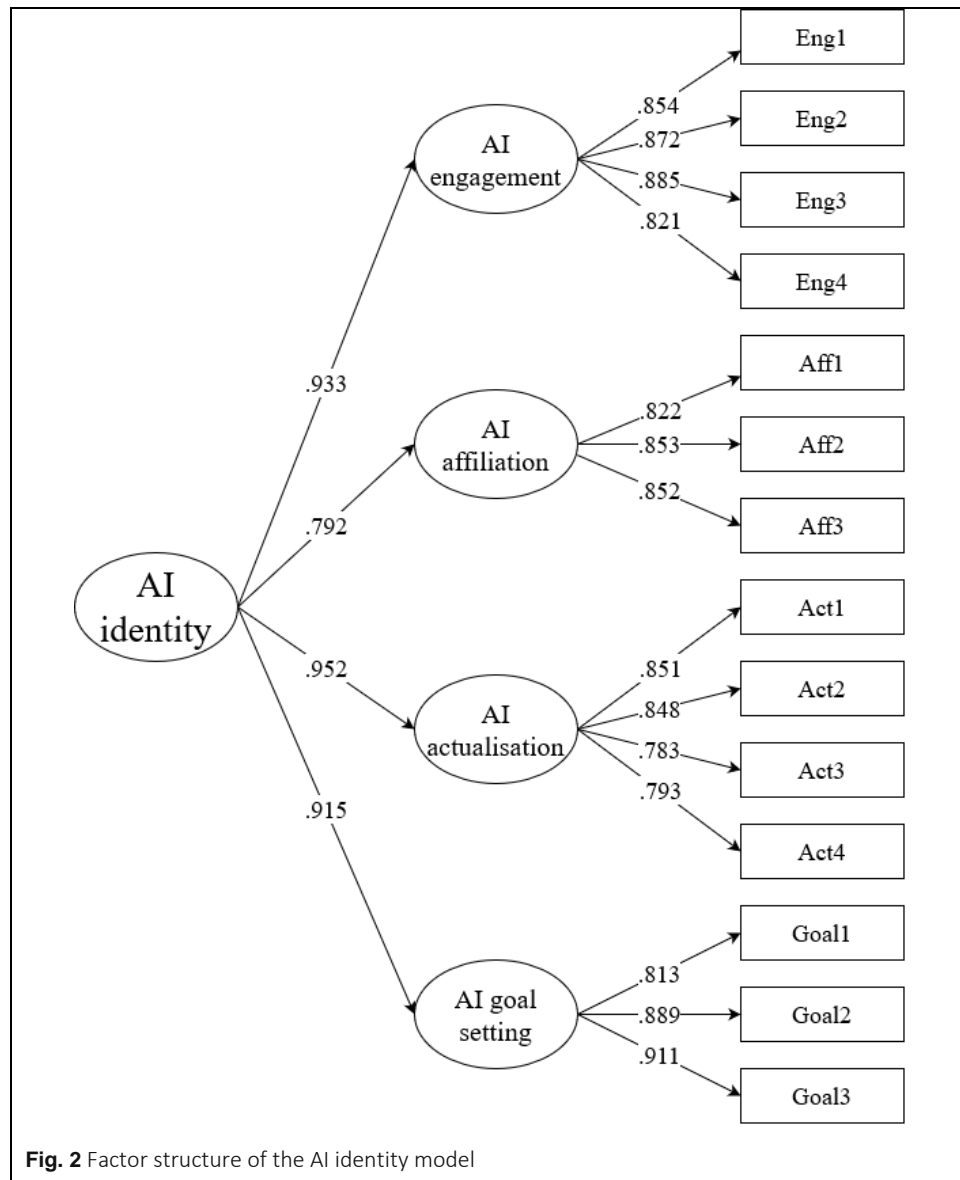 Eng1
.854
AI
engagement
.872
Eng2
.885
Eng3
.821
Eng4
.933
Aff1
.822
AI
affiliation
.853
Aff2
.852
Aff3
.792
AI
identity
Act1
.851
.952
AI
actualisation
.848
Act2
.783
Act3
.793
Act4
.915
Goal1
.813
AI goal
setting
.889
Goal2
.911
Goal3
Fig. 2 Factor structure of the AI identity model